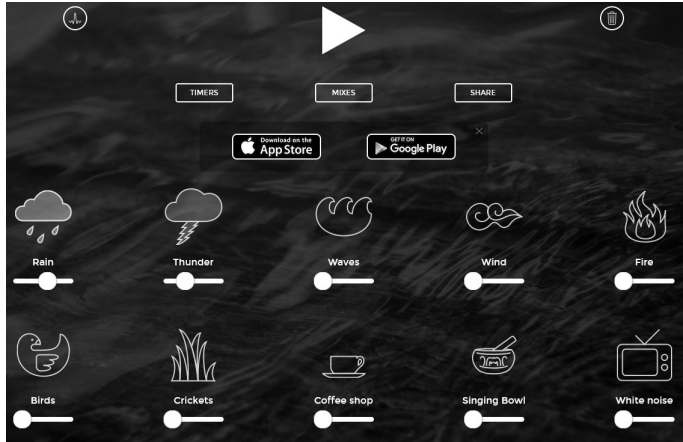 TIMERS
MIXES
SHARE
Download on the
App Store
GET IT ON
Google Play
Rain
Thunder
Waves
Wind
Fire
Birds
Crickets
Coffee shop
Singing Bowl
White noise